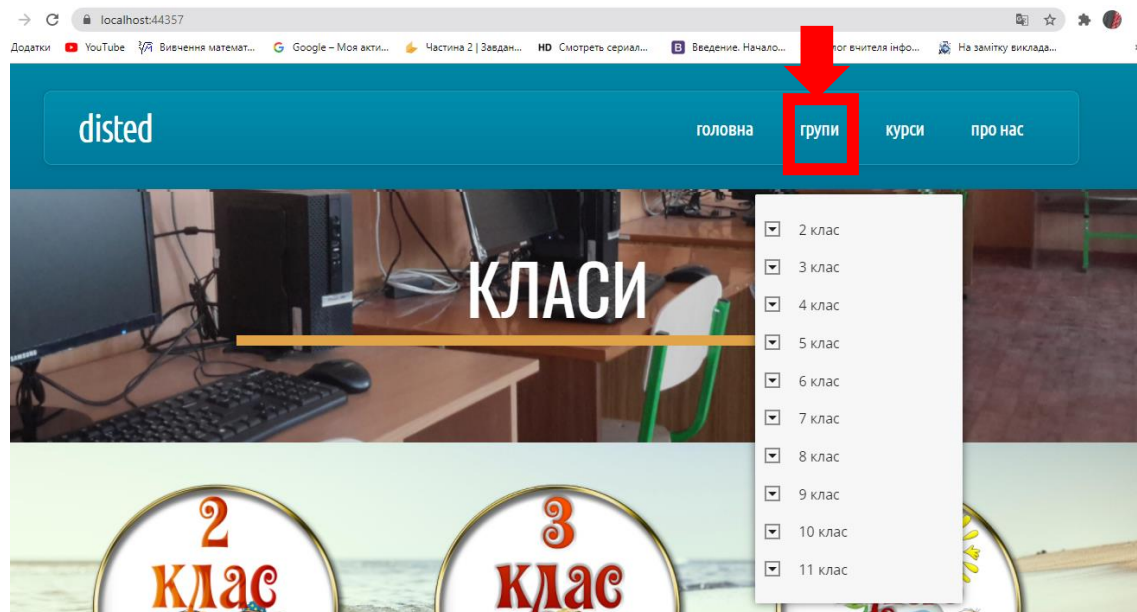 localhost:44357
Додатки YouTube Вивчення математ... Google – Моя акти... Частина 2 | Завдан... HD Смотреть сериал... B Введение. Начало... лог вчителя інфо... На замітку виклада...
disted головна групи курси про нас
КЛАСИ
2 клас
3 клас
4 клас
5 клас
6 клас
7 клас
8 клас
9 клас
10 клас
11 клас
2 клас
3 клас
SAMSUNG